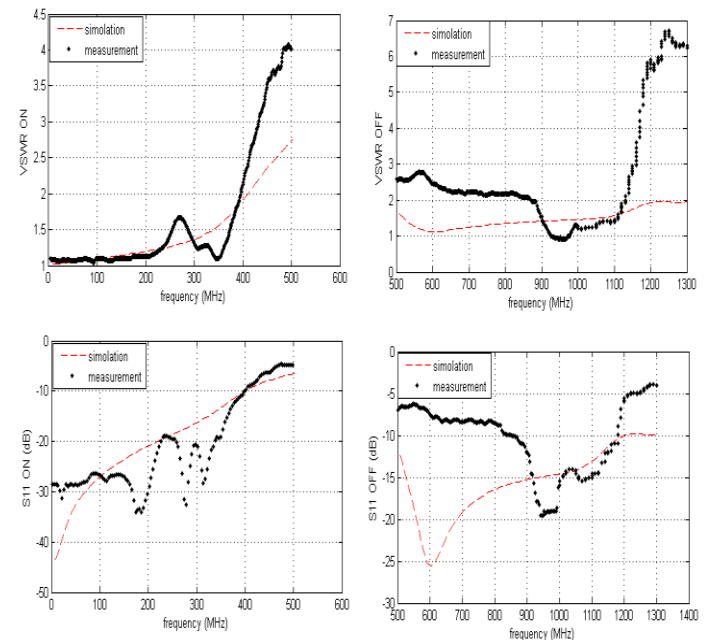 4.5
4
3.5
3
2.5
2
1.5
1
VSWR ON
simolation
measurement
0 100 200 300 400 500 600
frequency (MHz)
7
6
5
4
3
2
1
0
VSWR OFF
simolation
measurement
500 600 700 800 900 1000 1100 1200 1300
frequency (MHz)
0
-10
-20
-30
-40
-50
S11 ON (dB)
simolation
measurement
0 100 200 300 400 500 600
frequency (MHz)
0
-5
-10
-15
-20
-25
-30
S11 OFF (dB)
simolation
measurement
500 600 700 800 900 1000 1100 1200 1300 1400
frequency (MHz)